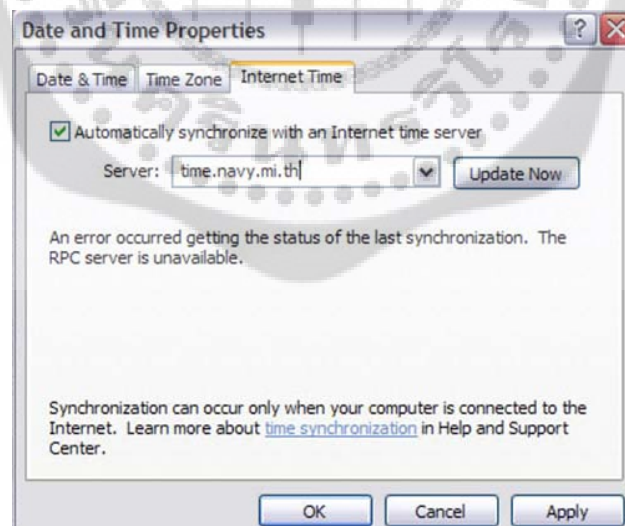 Date and Time Properties
Date & Time Time Zone Internet Time
Automatically synchronize with an Internet time server
Server: time.navy.mi.th Update Now
An error occurred getting the status of the last synchronization. The
RPC server is unavailable.
Synchronization can occur only when your computer is connected to the
Internet. Learn more about time synchronization in Help and Support
Center.
OK Cancel Apply